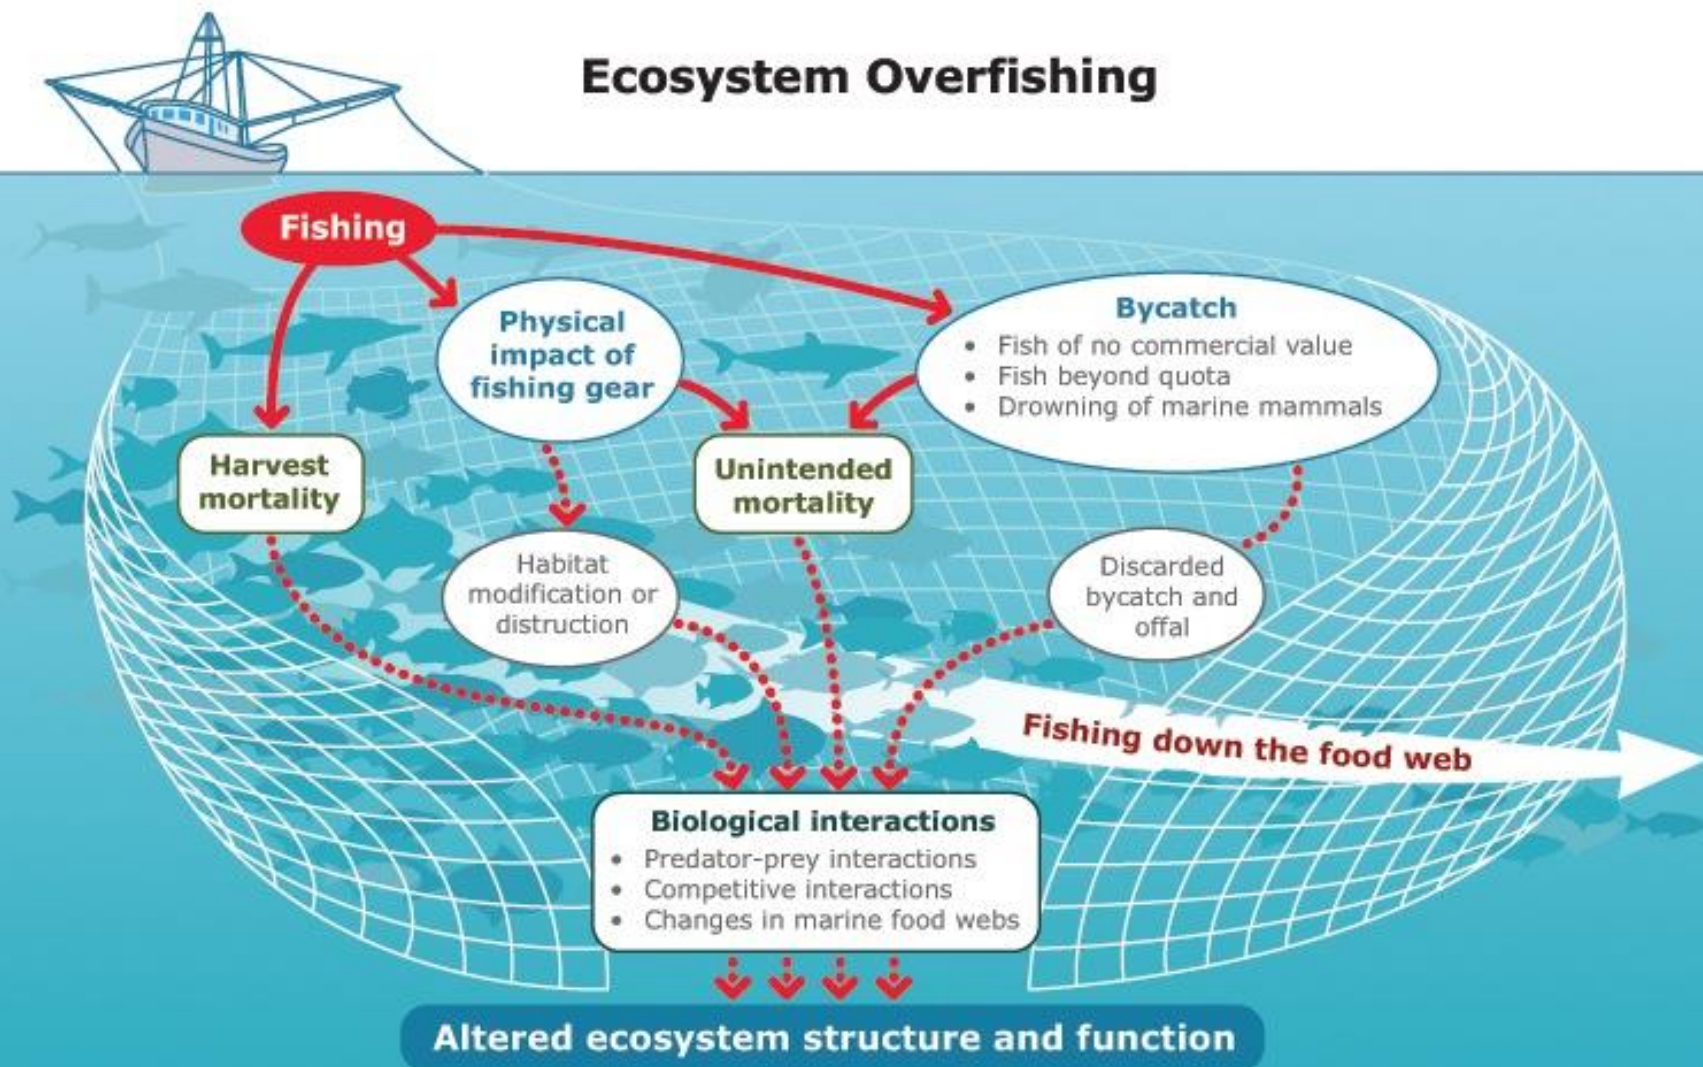 Ecosystem Overfishing
Fishing
Physical
impact of
fishing gear
Bycatch
• Fish of no commercial value
• Fish beyond quota
• Drowning of marine mammals
Harvest
mortality
Unintended
mortality
Habitat
modification or
distruction
Discarded
bycatch and
offal
Fishing down the food web
Biological interactions
• Predator-prey interactions
• Competitive interactions
• Changes in marine food webs
Altered ecosystem structure and function